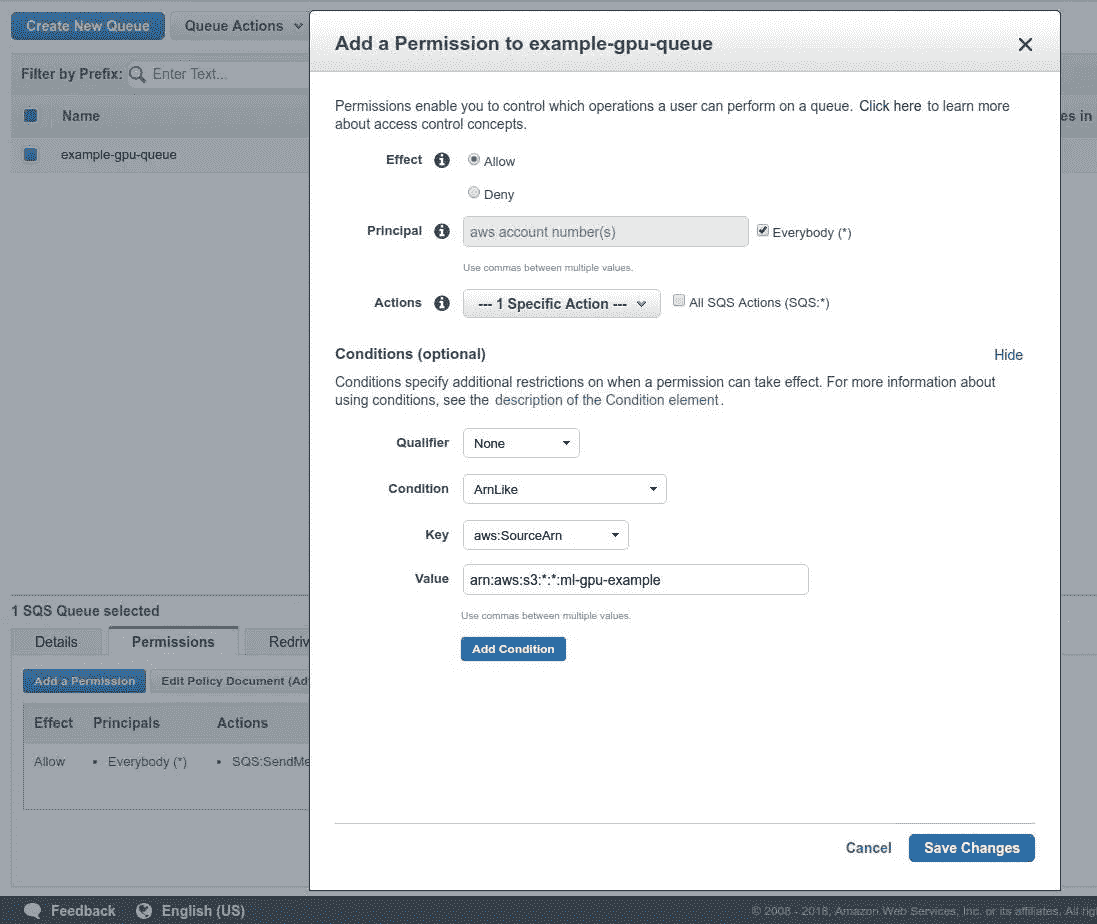 Create New Queue
Queue Actions
Filter by Prefix:
Enter Text...
Name
es in
example-gpu-queue
Add a Permission to example-gpu-queue
Permissions enable you to control which operations a user can perform on a queue. Click here to learn more
about access control concepts.
Effect
Allow
Deny
Principal
aws account number(s)
Everybody (*)
Use commas between multiple values.
Actions
--- 1 Specific Action ---
All SQS Actions (SQS:*)
Conditions (optional)
Hide
Conditions specify additional restrictions on when a permission can take effect. For more information about
using conditions, see the description of the Condition element.
Qualifier
None
Condition
ArnLike
Key
aws:SourceArn
Value
arn:aws:s3:*:*:ml-gpu-example
Use commas between multiple values.
Add Condition
Cancel
Save Changes
1 SQS Queue selected
Details
Permissions
Redriv
Add a Permission
Edit Policy Document (Ad
Effect
Principals
Actions
Allow
• Everybody (*)
• SQS:SendMe
Feedback
English (US)
© 2008 - 2018, Amazon Web Services, Inc. or its affiliates. All rig